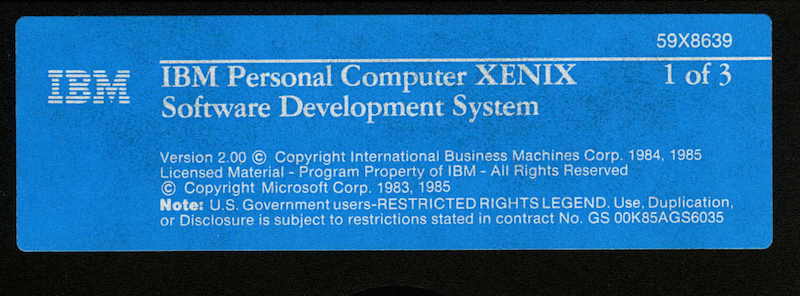 59X8639
IBM
IBM Personal Computer XENIX 1 of 3
Software Development System
Version 2.00 © Copyright International Business Machines Corp. 1984, 1985
Licensed Material - Program Property of IBM - All Rights Reserved
© Copyright Microsoft Corp. 1983, 1985
Note: U.S. Government users-RESTRICTED RIGHTS LEGEND. Use, Duplication,
or Disclosure is subject to restrictions stated in contract No. GS 00K85AGS6035